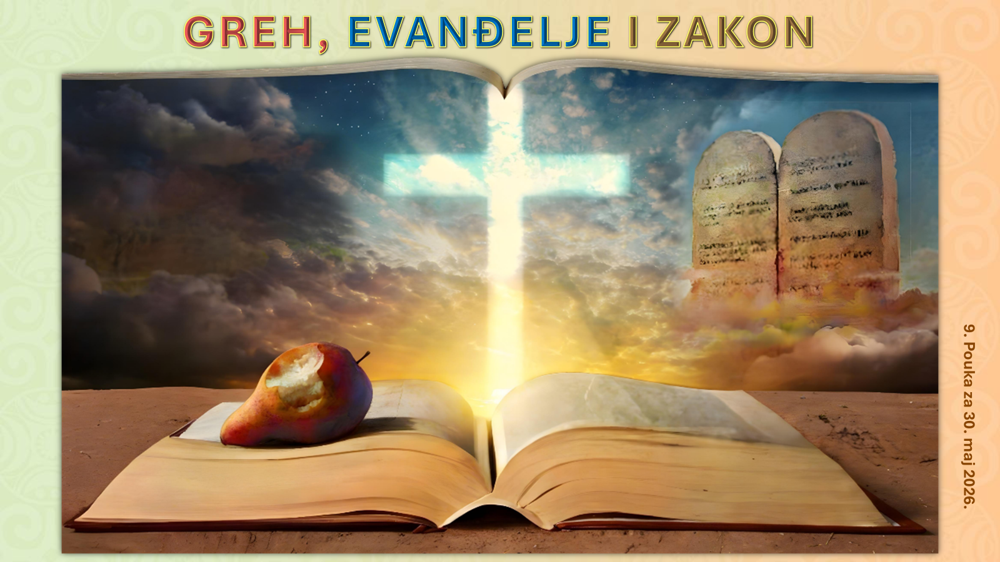 GREH, EVANĐELJE I ZAKON
9. Pouka za 30. maj 2026.